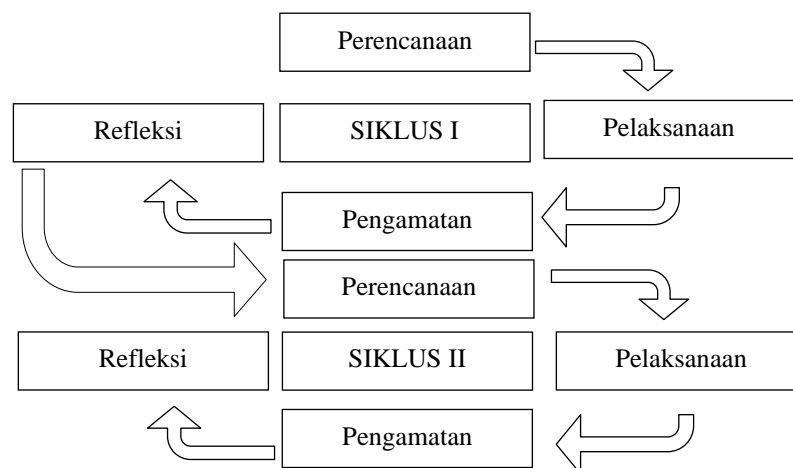 Perencanaan
Refleksi
SIKLUS I
Pelaksanaan
Pengamatan
Perencanaan
Refleksi
SIKLUS II
Pelaksanaan
Pengamatan